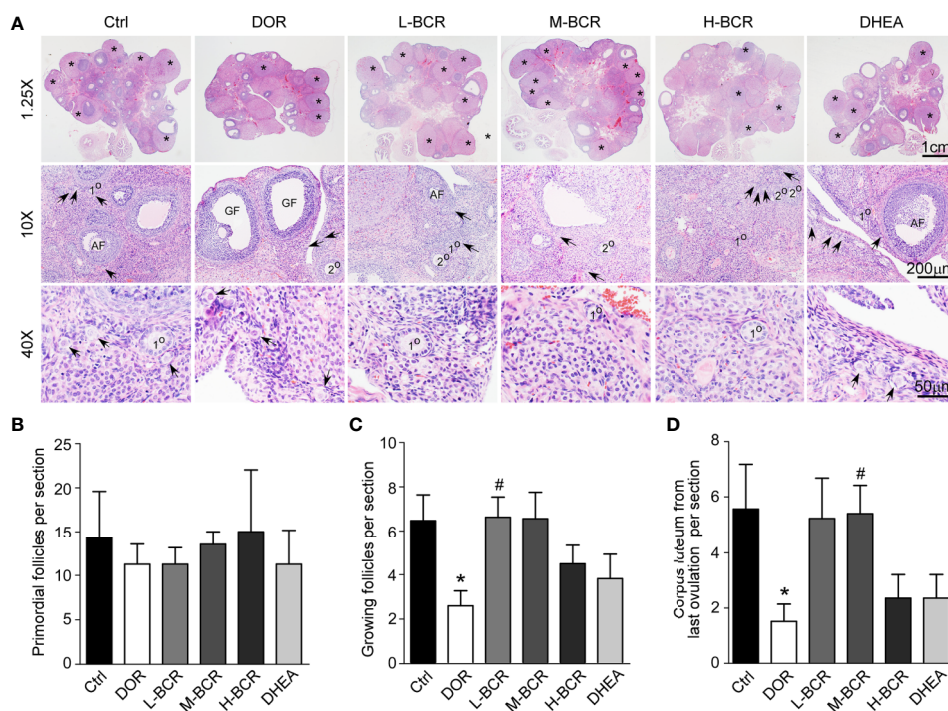 A
Ctrl DOR L-BCR M-BCR H-BCR DHEA
1.25X
* * * * * * *
* * * * *
* * * * * *
* * * * * * * * * *
* * * * *
* * * * * * *
1cm
10X
1° AF
GF GF 2°
AF 1° 2°
2°
2° 2° 1°
1° AF
200μm
40X
1°
1°
1°
1°
50μm
B
Primordial follicles per section
25
20
15
10
5
0
Ctrl DOR L-BCR M-BCR H-BCR DHEA
C
Growing follicles per section
8
6
4
2
0
* #
Ctrl DOR L-BCR M-BCR H-BCR DHEA
D
Corpus luteum from
last ovulation per section
8
6
4
2
0
* #
Ctrl DOR L-BCR M-BCR H-BCR DHEA